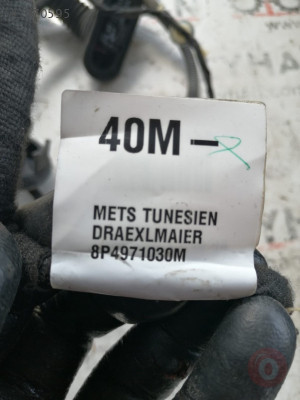 40M-
METS TUNESIEN
DRAEXLMAIER
8P4971030M